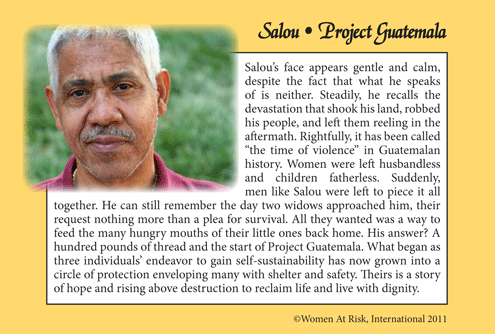 Salou • Project Guatemala
Salou's face appears gentle and calm,
despite the fact that what he speaks
of is neither. Steadily, he recalls the
devastation that shook his land, robbed
his people, and left them reeling in the
aftermath. Rightfully, it has been called
“the time of violence” in Guatemalan
history. Women were left husbandless
and children fatherless. Suddenly,
men like Salou were left to piece it all
together. He can still remember the day two widows approached him, their
request nothing more than a plea for survival. All they wanted was a way to
feed the many hungry mouths of their little ones back home. His answer? A
hundred pounds of thread and the start of Project Guatemala. What began as
three individuals' endeavor to gain self-sustainability has now grown into a
circle of protection enveloping many with shelter and safety. Theirs is a story
of hope and rising above destruction to reclaim life and live with dignity.
©Women At Risk, International 2011